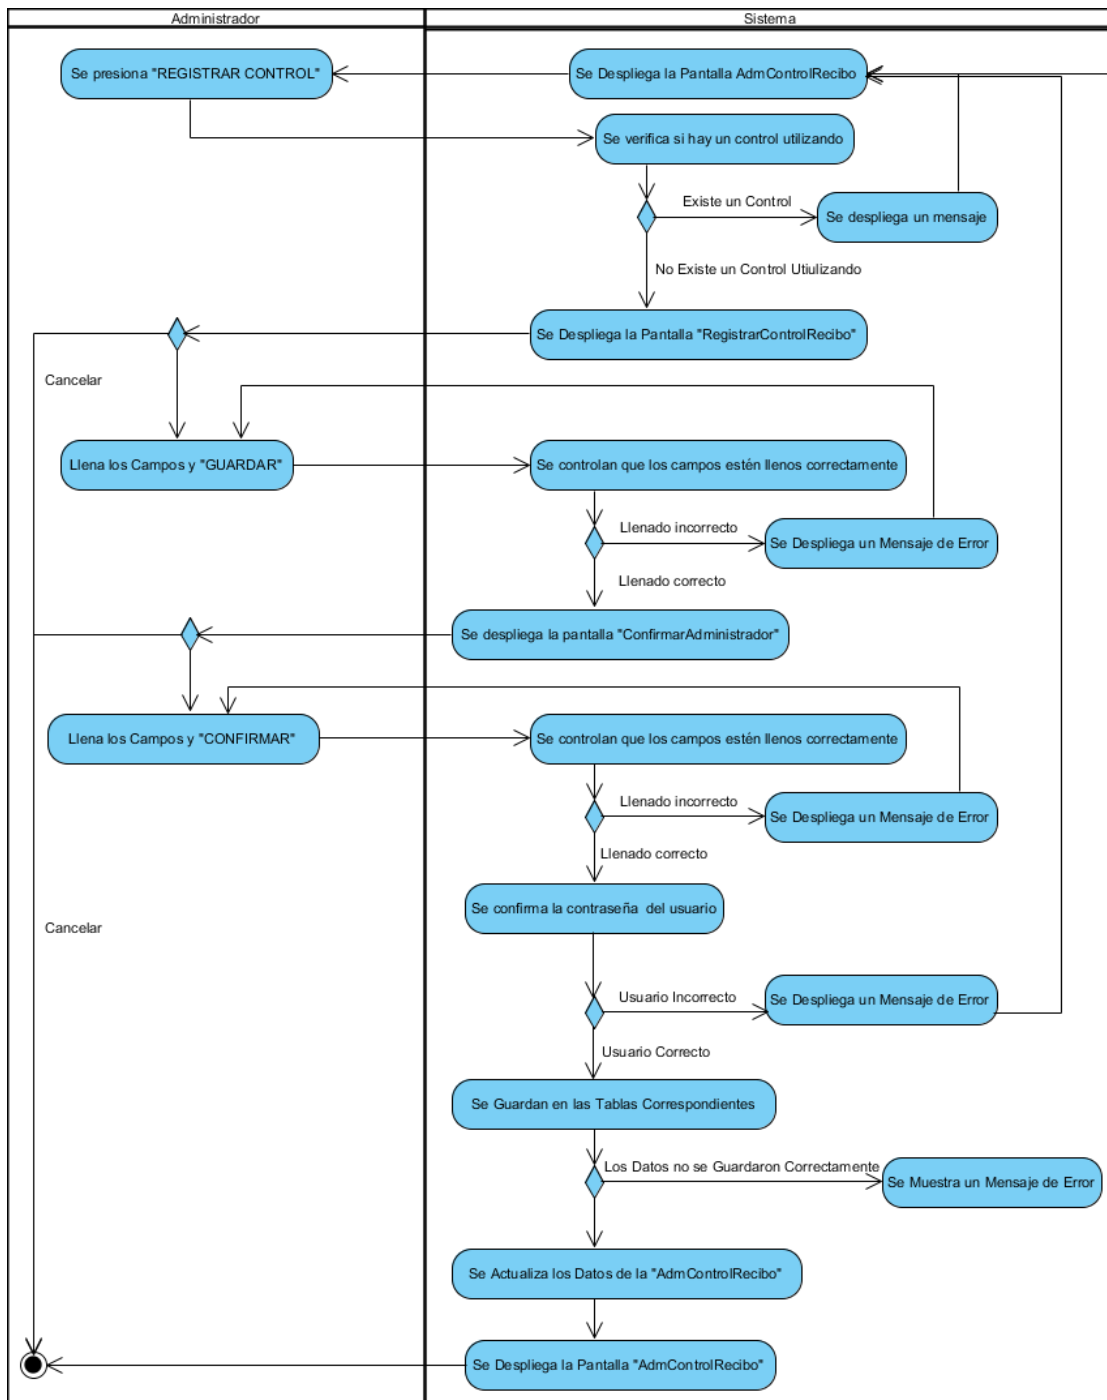 Administrador
Sistema
Se presiona "REGISTRAR CONTROL"
Se Despliega la Pantalla AdmControlRecibo
Se verifica si hay un control utilizando
Existe un Control
Se despliega un mensaje
No Existe un Control Utiulizando
Se Despliega la Pantalla "RegistrarControlRecibo"
Cancelar
Llena los Campos y "GUARDAR"
Se controlan que los campos estén llenos correctamente
Llenado incorrecto
Se Despliega un Mensaje de Error
Llenado correcto
Se despliega la pantalla "ConfirmarAdministrador"
Llena los Campos y "CONFIRMAR"
Se controlan que los campos estén llenos correctamente
Llenado incorrecto
Se Despliega un Mensaje de Error
Llenado correcto
Se confirma la contraseña del usuario
Cancelar
Usuario Incorrecto
Se Despliega un Mensaje de Error
Usuario Correcto
Se Guardan en las Tablas Correspondientes
Los Datos no se Guardaron Correctamente
Se Muestra un Mensaje de Error
Se Actualiza los Datos de la "AdmControlRecibo"
Se Despliega la Pantalla "AdmControlRecibo"